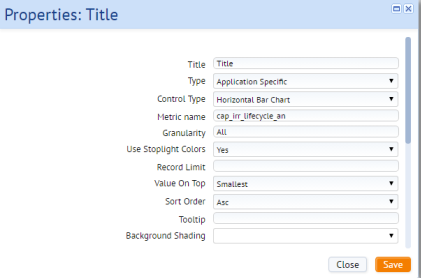 Properties: Title
Title Title
Type Application Specific
Control Type Horizontal Bar Chart
Metric name cap_irr_lifecycle_an
Granularity All
Use Stoplight Colors Yes
Record Limit
Value On Top Smallest
Sort Order Asc
Tooltip
Background Shading
Close Save